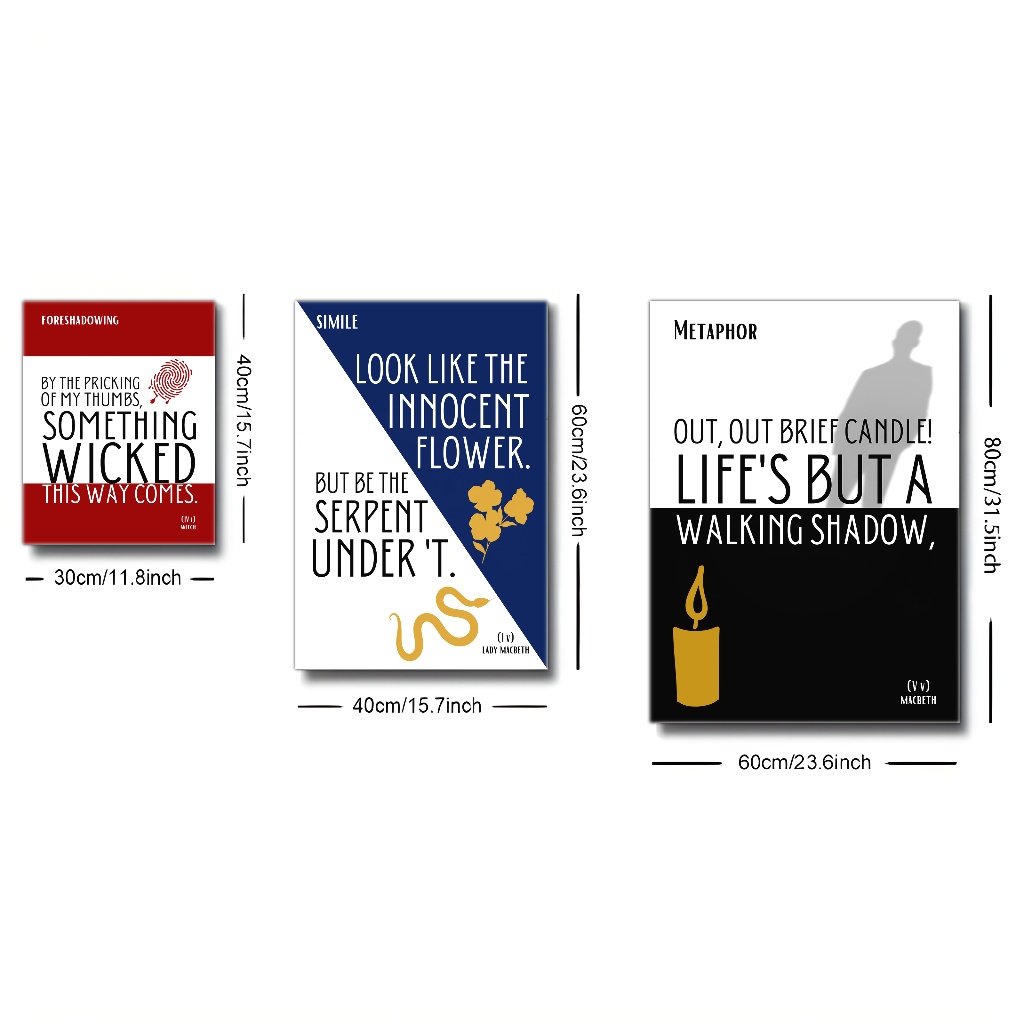 FORESHADOWING
BY THE PRICKING
OF MY THUMBS,
SOMETHING
WICKED
THIS WAY COMES.
(IV i)
WITCH
40cm/15.7inch
30cm/11.8inch
SIMILE
LOOK LIKE THE
INNOCENT
FLOWER.
BUT BE THE
SERPENT
UNDER 'T.
(I v)
LADY MACBETH
60cm/23.6inch
40cm/15.7inch
METAPHOR
OUT, OUT BRIEF CANDLE!
LIFE'S BUT A
WALKING SHADOW,
(V v)
MACBETH
80cm/31.5inch
60cm/23.6inch